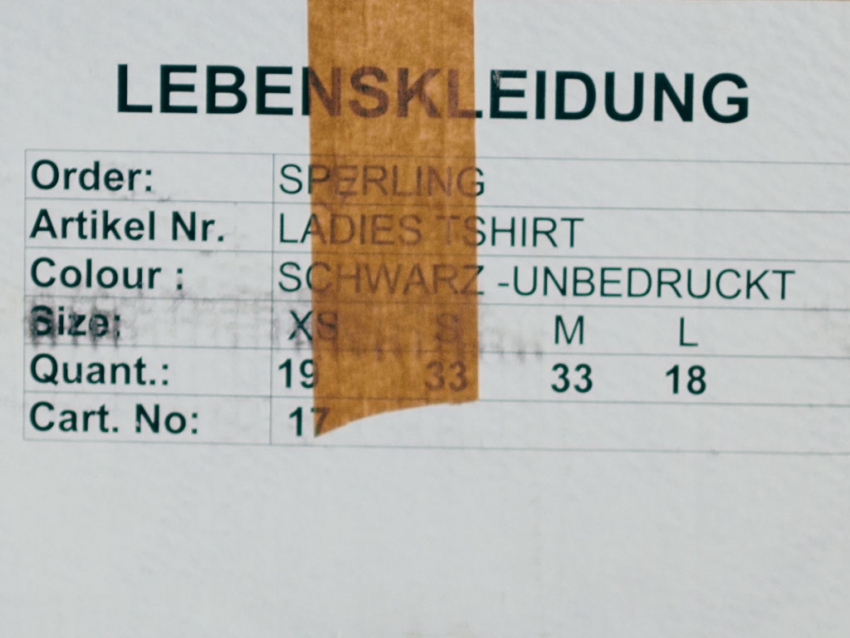 LEBENSKLEIDUNG
Order: SPERLING
Artikel Nr. LADIES TSHIRT
Colour : SCHWARZ -UNBEDRUCKT
Size: XS S M L
Quant.: 19 33 33 18
Cart. No: 17